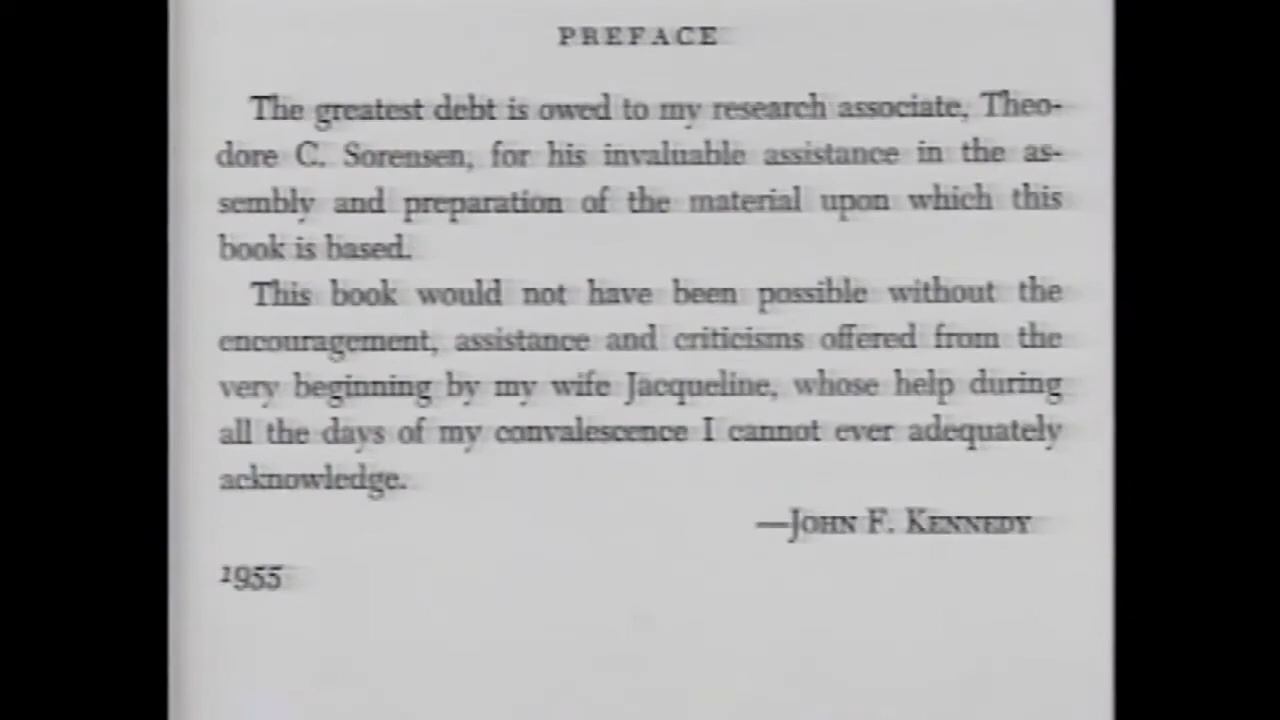 PREFACE
The greatest debt is owed to my research associate, Theo-
dore C. Sorensen, for his invaluable assistance in the as-
sembly and preparation of the material upon which this
book is based.
This book would not have been possible without the
encouragement, assistance and criticisms offered from the
very beginning by my wife Jacqueline, whose help during
all the days of my convalescence I cannot ever adequately
acknowledge.
—JOHN F. KENNEDY
1955